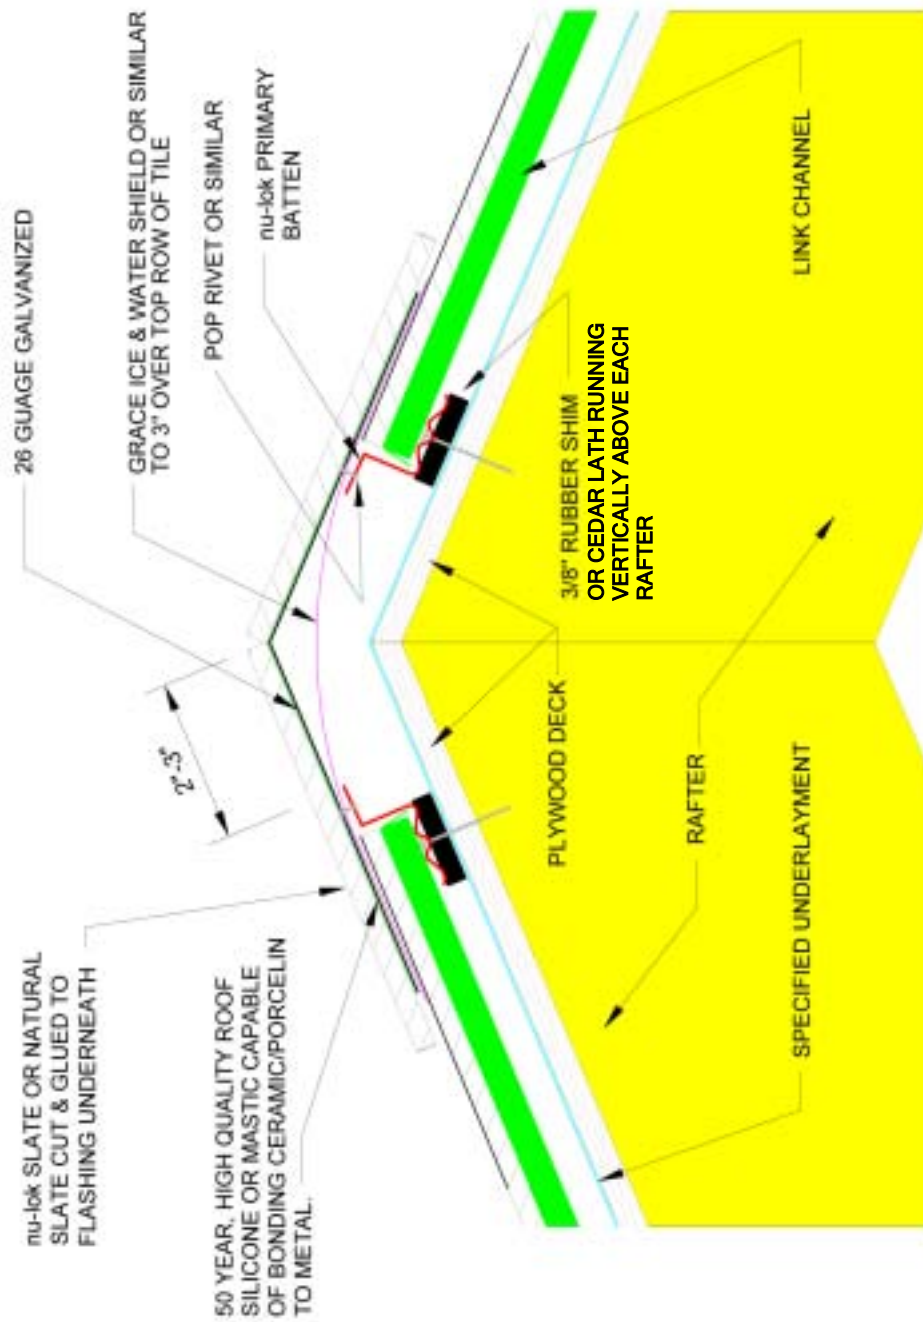 nu-lok SLATE OR NATURAL
SLATE CUT & GLUED TO
FLASHING UNDERNEATH
26 GUAGE GALVANIZED
GRACE ICE & WATER SHIELD OR SIMILAR
TO 3" OVER TOP ROW OF TILE
POP RIVET OR SIMILAR
nu-lok PRIMARY
BATTEN
2"-3"
50 YEAR, HIGH QUALITY ROOF
SILICONE OR MASTIC CAPABLE
OF BONDING CERAMIC/PORCELIN
TO METAL.
3/8" RUBBER SHIM
OR CEDAR LATH RUNNING
VERTICALLY ABOVE EACH
RAFTER
PLYWOOD DECK
RAFTER
SPECIFIED UNDERLAYMENT
LINK CHANNEL